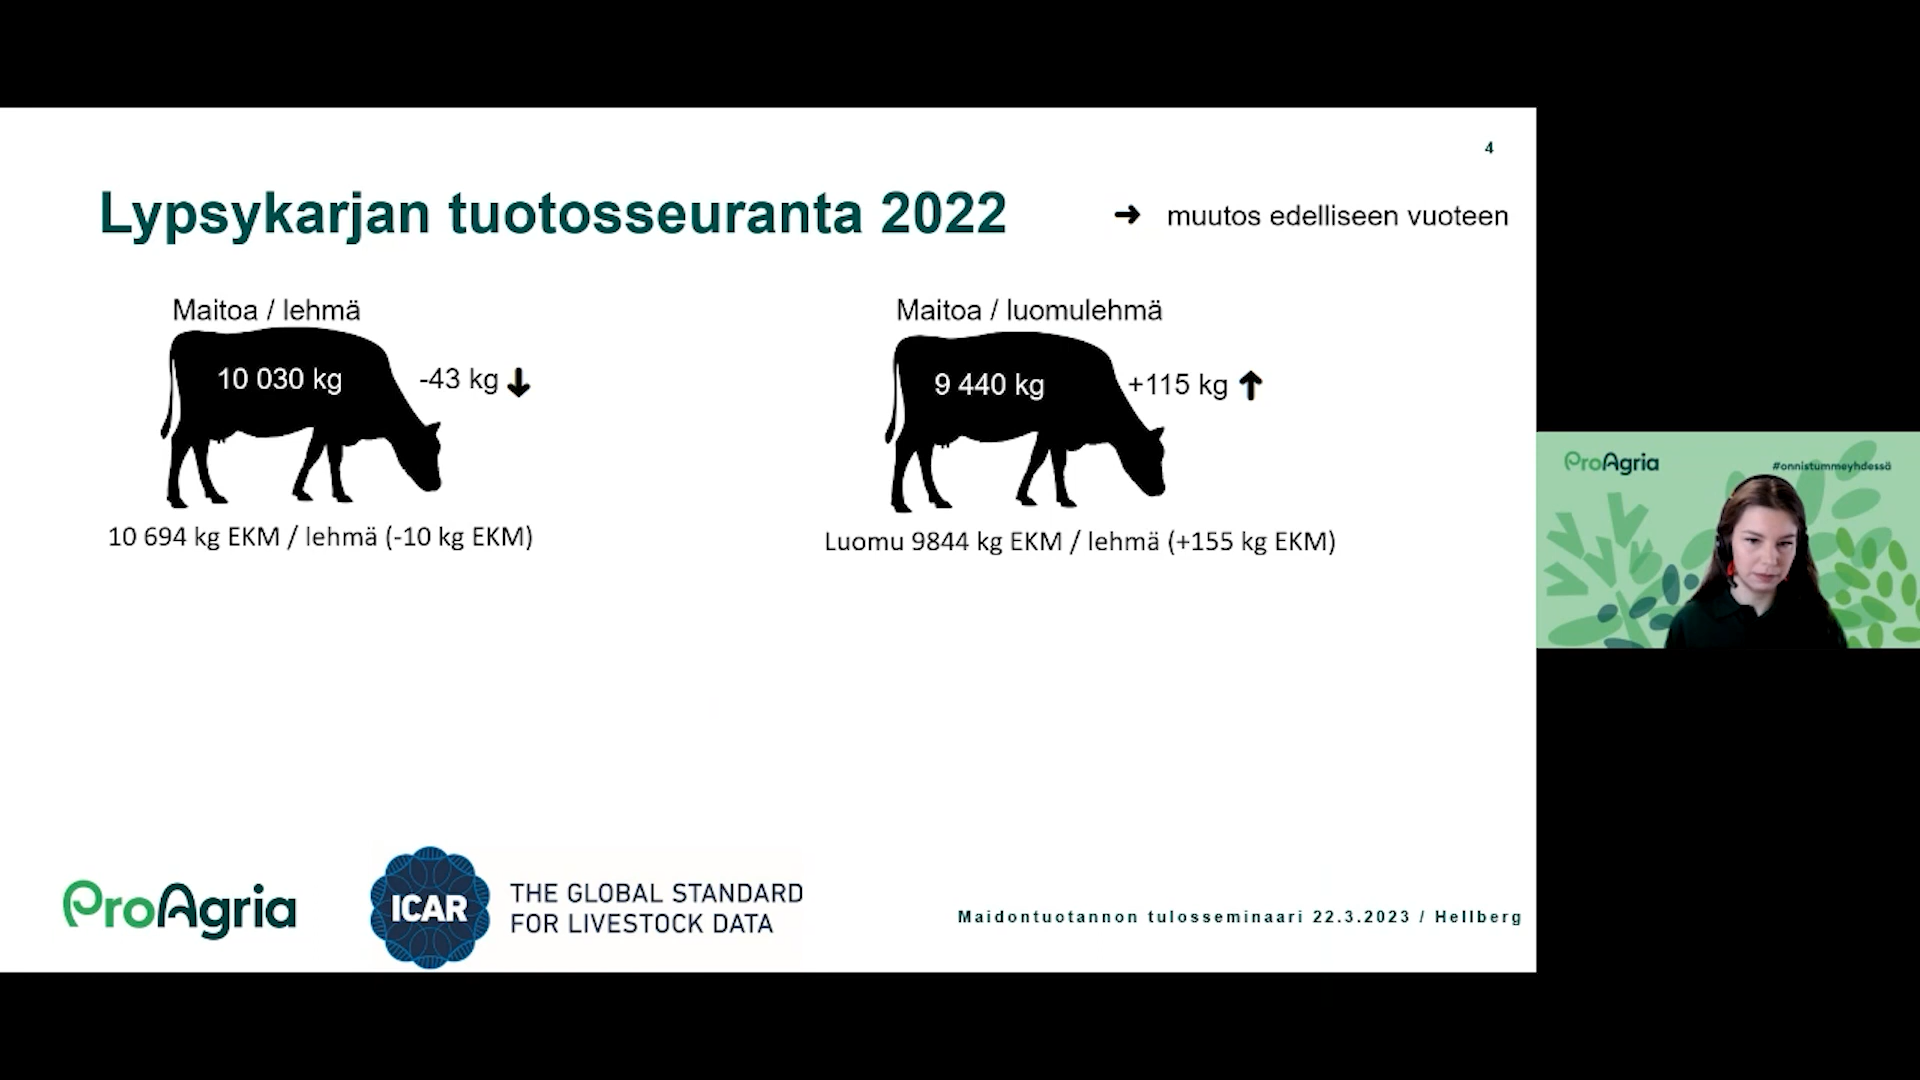 4
Lypsykarjan tuotosseuranta 2022
➔ muutos edelliseen vuoteen
Maitoa / lehmä
10 030 kg
-43 kg
10 694 kg EKM / lehmä (-10 kg EKM)
Maitoa / luomulehmä
9 440 kg
+115 kg
Luomu 9844 kg EKM / lehmä (+155 kg EKM)
ProAgria
#onnistummeyhdessä
ProAgria
ICAR
THE GLOBAL STANDARD
FOR LIVESTOCK DATA
Maidontuotannon tulosseminaari 22.3.2023 / Hellberg